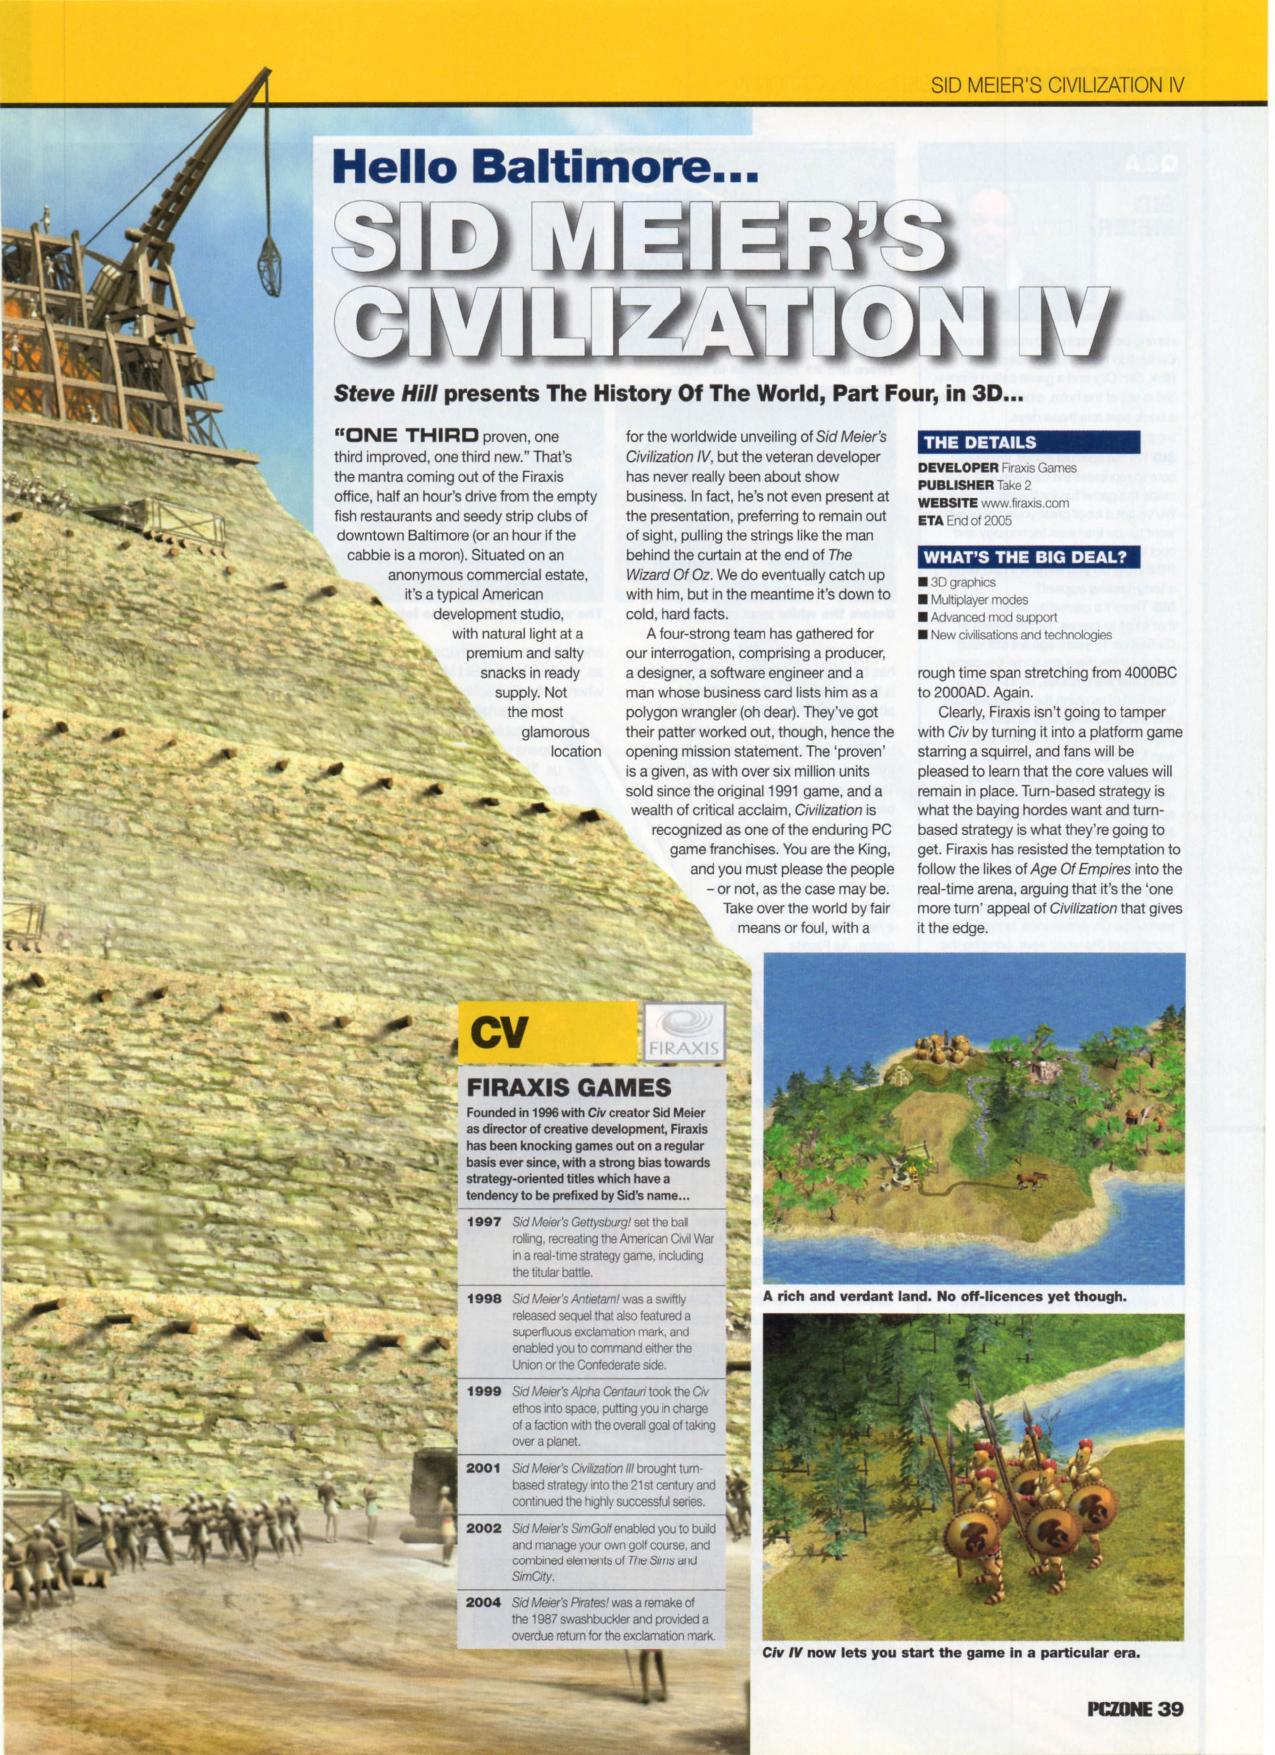 SID MEIER'S CIVILIZATION IV
Hello Baltimore...
SID MEIER'S
CIVILIZATION IV
Steve Hill presents The History Of The World, Part Four, in 3D...
"ONE THIRD proven, one
third improved, one third new." That's
the mantra coming out of the Firaxis
office, half an hour's drive from the empty
fish restaurants and seedy strip clubs of
downtown Baltimore (or an hour if the
cabbie is a moron). Situated on an
anonymous commercial estate,
it's a typical American
development studio,
with natural light at a
premium and salty
snacks in ready
supply. Not
the most
glamorous
location
for the worldwide unveiling of Sid Meier's
Civilization IV, but the veteran developer
has never really been about show
business. In fact, he's not even present at
the presentation, preferring to remain out
of sight, pulling the strings like the man
behind the curtain at the end of The
Wizard Of Oz. We do eventually catch up
with him, but in the meantime it's down to
cold, hard facts.
A four-strong team has gathered for
our interrogation, comprising a producer,
a designer, a software engineer and a
man whose business card lists him as a
polygon wrangler (oh dear). They've got
their patter worked out, though, hence the
opening mission statement. The 'proven'
is a given, as with over six million units
sold since the original 1991 game, and a
wealth of critical acclaim, Civilization is
recognized as one of the enduring PC
game franchises. You are the King,
and you must please the people
– or not, as the case may be.
Take over the world by fair
means or foul, with a
THE DETAILS
DEVELOPER Firaxis Games
PUBLISHER Take 2
WEBSITE www.firaxis.com
ETA End of 2005
WHAT'S THE BIG DEAL?
■ 3D graphics
■ Multiplayer modes
■ Advanced mod support
■ New civilisations and technologies
rough time span stretching from 4000BC
to 2000AD. Again.
Clearly, Firaxis isn't going to tamper
with Civ by turning it into a platform game
starring a squirrel, and fans will be
pleased to learn that the core values will
remain in place. Turn-based strategy is
what the baying hordes want and turn-
based strategy is what they're going to
get. Firaxis has resisted the temptation to
follow the likes of Age Of Empires into the
real-time arena, arguing that it's the 'one
more turn' appeal of Civilization that gives
it the edge.
CV
FIRAXIS
FIRAXIS GAMES
Founded in 1996 with Civ creator Sid Meier
as director of creative development, Firaxis
has been knocking games out on a regular
basis ever since, with a strong bias towards
strategy-oriented titles which have a
tendency to be prefixed by Sid's name...
1997 Sid Meier's Gettysburg! set the ball
rolling, recreating the American Civil War
in a real-time strategy game, including
the titular battle.
1998 Sid Meier's Antietam! was a swiftly
released sequel that also featured a
superfluous exclamation mark, and
enabled you to command either the
Union or the Confederate side.
1999 Sid Meier's Alpha Centauri took the Civ
ethos into space, putting you in charge
of a faction with the overall goal of taking
over a planet.
2001 Sid Meier's Civilization III brought turn-
based strategy into the 21st century and
continued the highly successful series.
2002 Sid Meier's SimGolf enabled you to build
and manage your own golf course, and
combined elements of The Sims and
SimCity.
2004 Sid Meier's Pirates! was a remake of
the 1987 swashbuckler and provided a
overdue return for the exclamation mark.
A rich and verdant land. No off-licences yet though.
Civ IV now lets you start the game in a particular era.
PCZONE 39